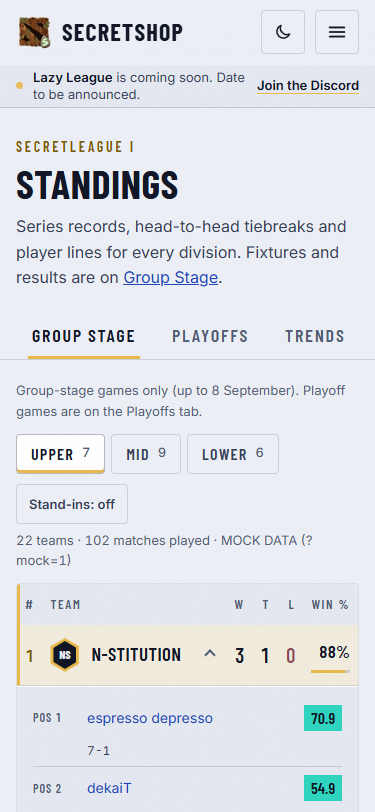 SECRETSHOP
Lazy League is coming soon. Date
to be announced.
Join the Discord
SECRETLEAGUE I
STANDINGS
Series records, head-to-head tiebreaks and
player lines for every division. Fixtures and
results are on Group Stage.
GROUP STAGE PLAYOFFS TRENDS
Group-stage games only (up to 8 September). Playoff
games are on the Playoffs tab.
UPPER 7 MID 9 LOWER 6
Stand-ins: off
22 teams · 102 matches played · MOCK DATA (?
mock=1)
# TEAM W T L WIN %
1 NS N-STITUTION 3 1 0 88%
POS 1 espresso depresso 70.9
7-1
POS 2 dekaiT 54.9